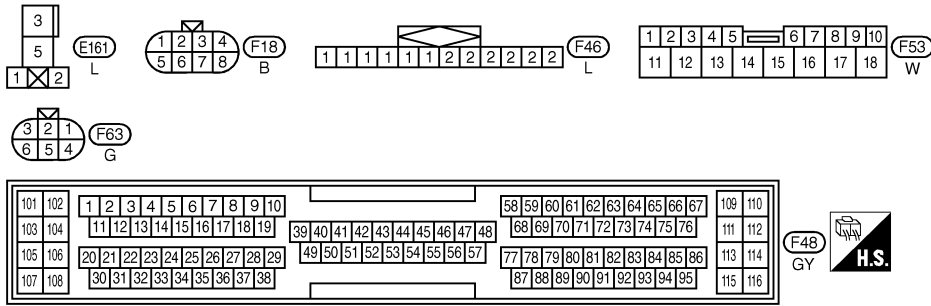 3
5
1 2
E161
L
1 2 3 4
5 6 7 8
F18
B
1 1 1 1 1 1 2 2 2 2 2 2
F46
L
1 2 3 4 5 6 7 8 9 10
11 12 13 14 15 16 17 18
F53
W
3 2 1
6 5 4
F63
G
101 102
103 104
105 106
107 108
1 2 3 4 5 6 7 8 9 10
11 12 13 14 15 16 17 18 19
20 21 22 23 24 25 26 27 28 29
30 31 32 33 34 35 36 37 38
39 40 41 42 43 44 45 46 47 48
49 50 51 52 53 54 55 56 57
58 59 60 61 62 63 64 65 66 67
68 69 70 71 72 73 74 75 76
77 78 79 80 81 82 83 84 85 86
87 88 89 90 91 92 93 94 95
109 110
111 112
113 114
115 116
F48
GY
H.S.